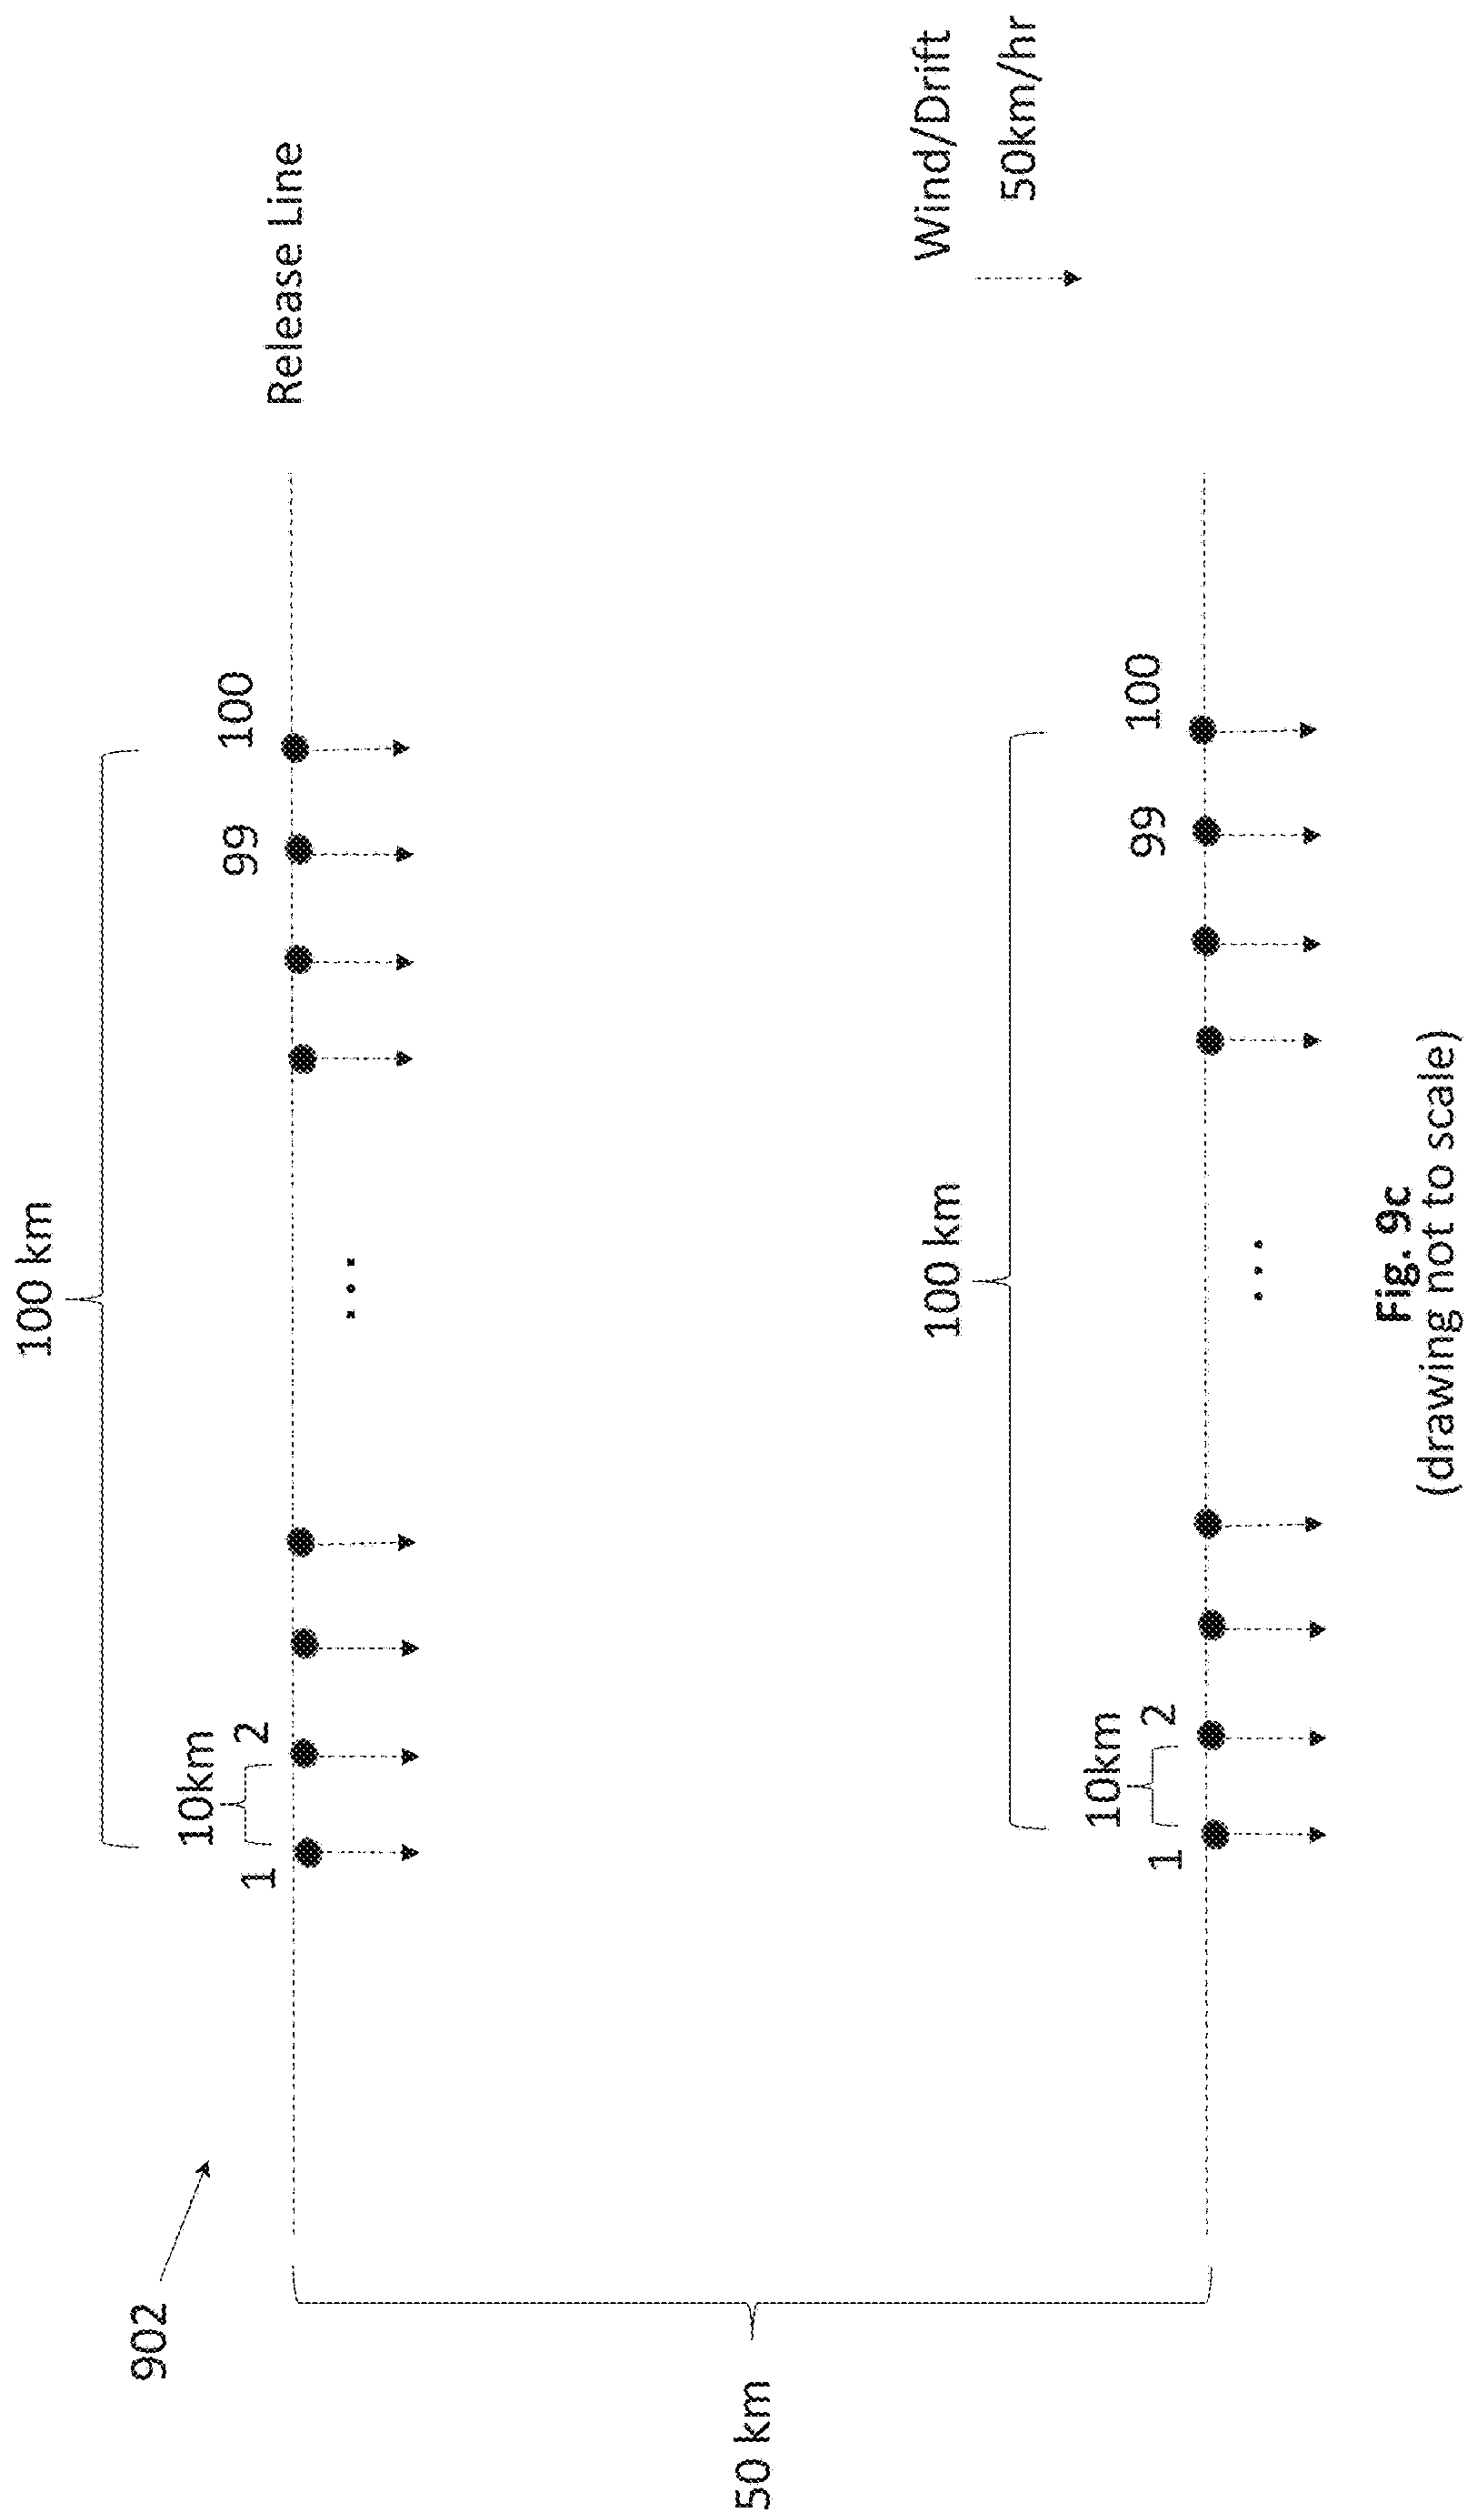 100 km
902
10km
1 2 99 100
Release Line
...
50 km
Wind/Drift
50km/hr
100 km
10km
1 2 99 100
...
Fig. 9c
(drawing not to scale)